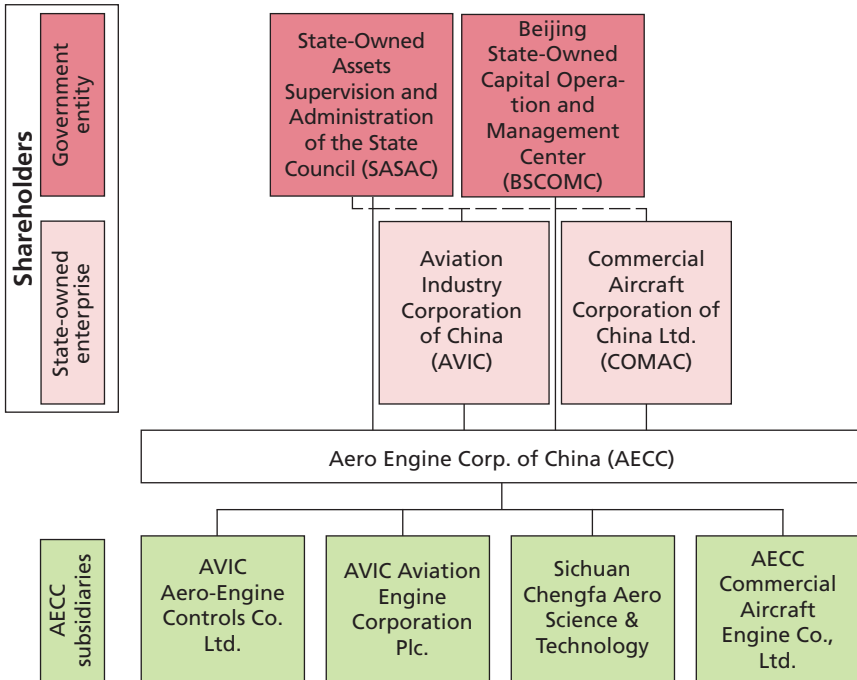 Shareholders
Government
entity
State-Owned
Assets
Supervision and
Administration
of the State
Council (SASAC)
Beijing
State-Owned
Capital Opera-
tion and
Management
Center
(BSCOMC)
State-owned
enterprise
Aviation
Industry
Corporation
of China
(AVIC)
Commercial
Aircraft
Corporation of
China Ltd.
(COMAC)
Aero Engine Corp. of China (AECC)
AECC
subsidiaries
AVIC
Aero-Engine
Controls Co.
Ltd.
AVIC Aviation
Engine
Corporation
Plc.
Sichuan
Chengfa Aero
Science &
Technology
AECC
Commercial
Aircraft
Engine Co.,
Ltd.